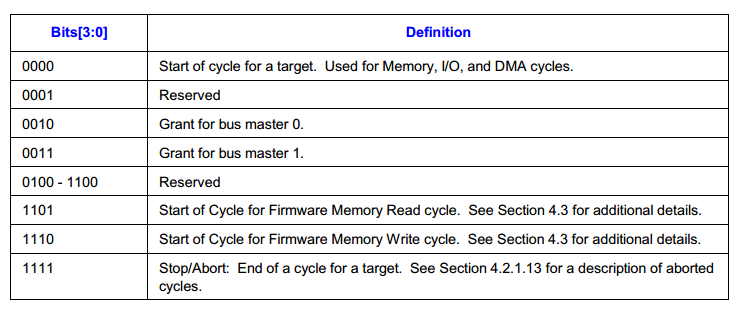 Bits[3:0] Definition
0000 Start of cycle for a target.  Used for Memory, I/O, and DMA cycles.
0001 Reserved
0010 Grant for bus master 0.
0011 Grant for bus master 1.
0100 - 1100 Reserved
1101 Start of Cycle for Firmware Memory Read cycle.  See Section 4.3 for additional details.
1110 Start of Cycle for Firmware Memory Write cycle.  See Section 4.3 for additional details.
1111 Stop/Abort:  End of a cycle for a target.  See Section 4.2.1.13 for a description of aborted
cycles.